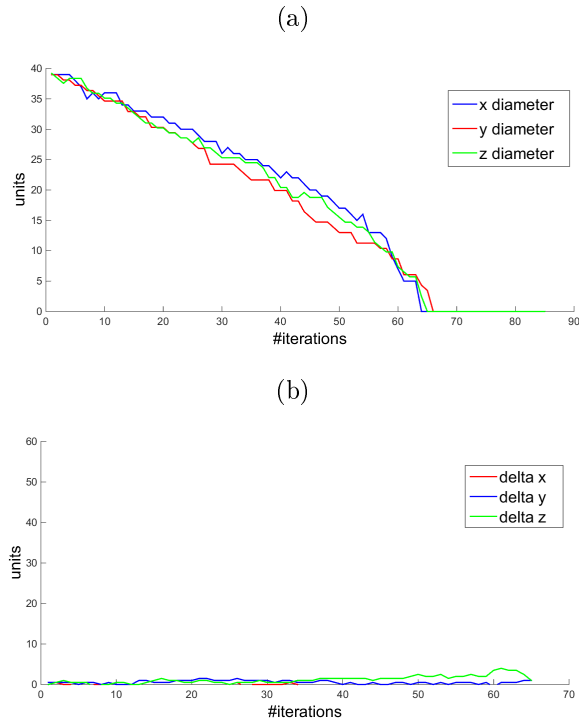 (a)
40
35
30
25
20
15
10
5
0
units
x diameter
y diameter
z diameter
0 10 20 30 40 50 60 70 80 90
#iterations
(b)
60
50
40
30
20
10
0
units
delta x
delta y
delta z
0 10 20 30 40 50 60 70
#iterations